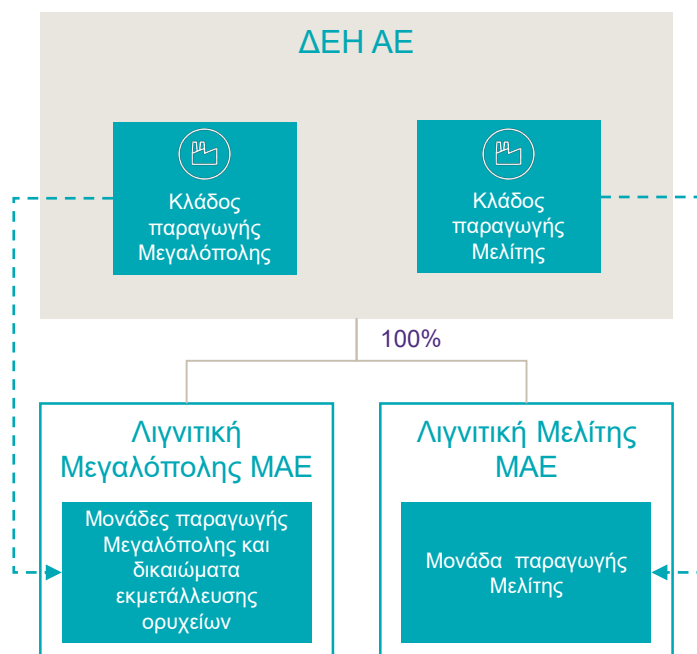 ΔΕΗ ΑΕ
Κλάδος
παραγωγής
Μεγαλόπολης
Κλάδος
παραγωγής
Μελίτης
100%
Λιγνιτική
Μεγαλόπολης ΜΑΕ
Μονάδες παραγωγής
Μεγαλόπολης και
δικαιώματα
εκμετάλλευσης
ορυχείων
Λιγνιτική Μελίτης
ΜΑΕ
Μονάδα παραγωγής
Μελίτης